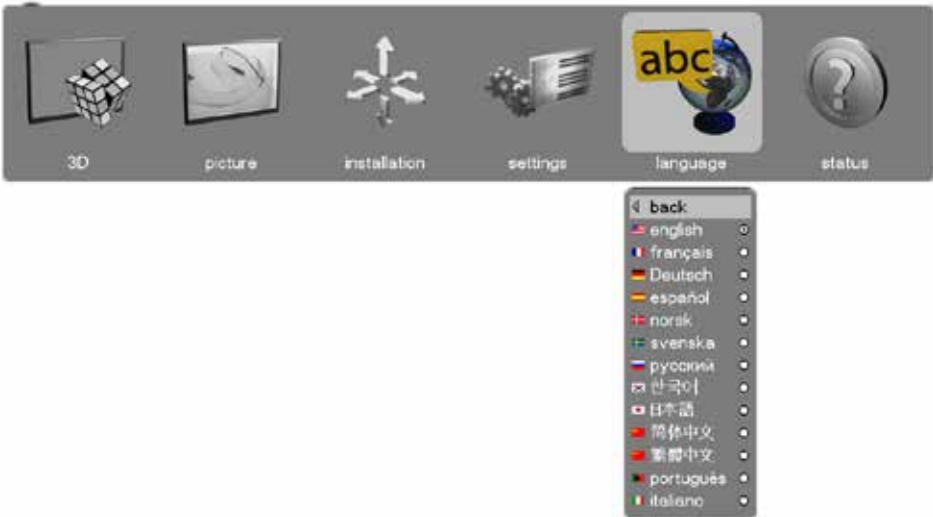 abc
?
3D picture installation settings language status
back
english
français
Deutsch
español
norsk
svenska
русский
한국어
日本語
简体中文
繁體中文
português
italiano